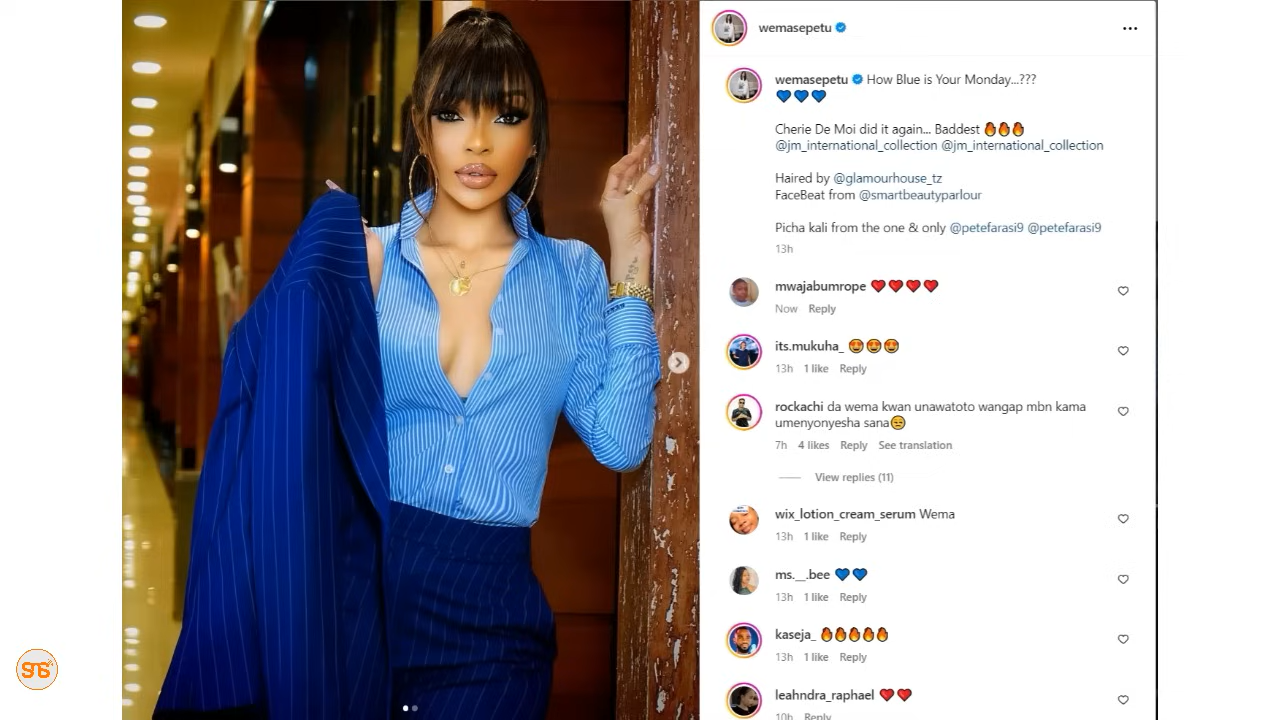 wemasepetu
wemasepetu How Blue is Your Monday...???
💙💙💙
Cherie De Moi did it again... Baddest 🔥🔥🔥
@jm_international_collection @jm_international_collection
Haired by @glamourhouse_tz
FaceBeat from @smartbeautyparlour
Picha kali from the one & only @petefarasi9 @petefarasi9
13h
mwajabumrope ❤️❤️❤️❤️
Now Reply
its.mukuha_ 😍😍😍
13h 1 like Reply
rockachi da wema kwan unawatoto wangap mbn kama
umenyonyesha sana😔
7h 4 likes Reply See translation
View replies (11)
wix_lotion_cream_serum Wema
13h 1 like Reply
ms.__.bee 💙💙
13h 1 like Reply
kaseja_ 🔥🔥🔥🔥🔥
13h 1 like Reply
leahndra_raphael ❤️❤️
10h Reply